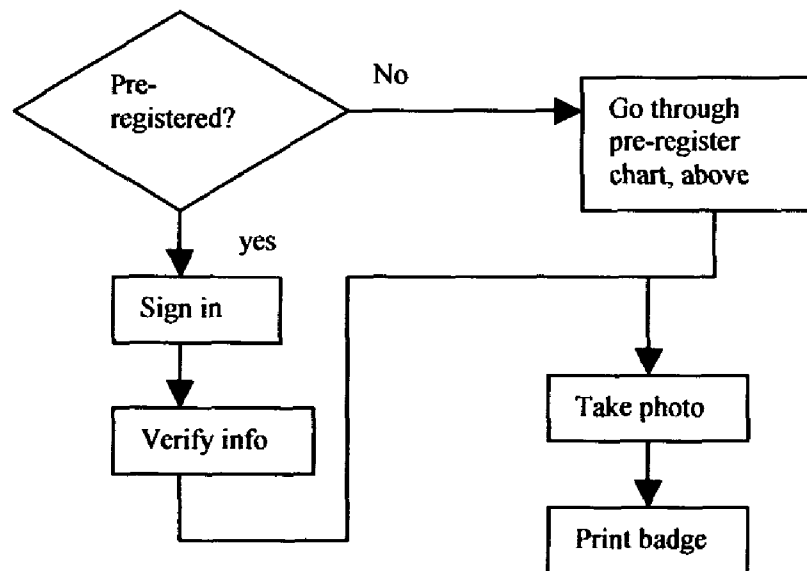 Pre-
registered?
No
Go through
pre-register
chart, above
yes
Sign in
Verify info
Take photo
Print badge